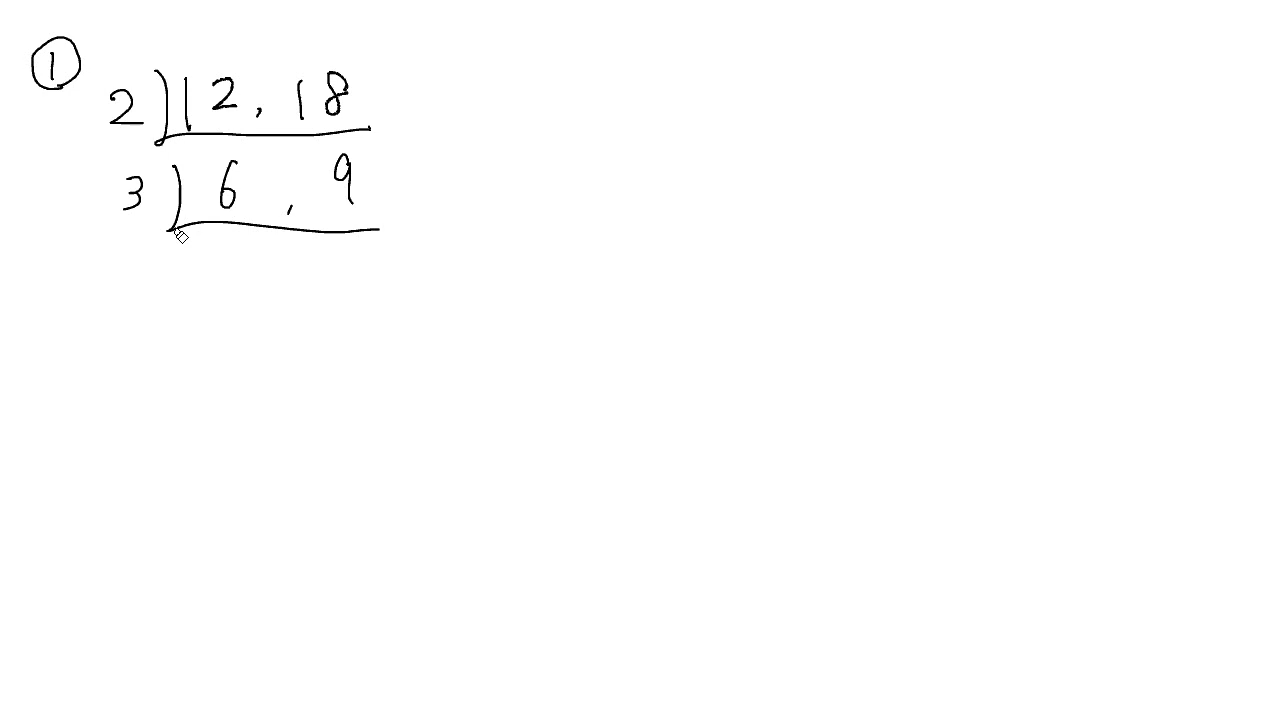 ①
2 ) 12, 18
3 ) 6, 9